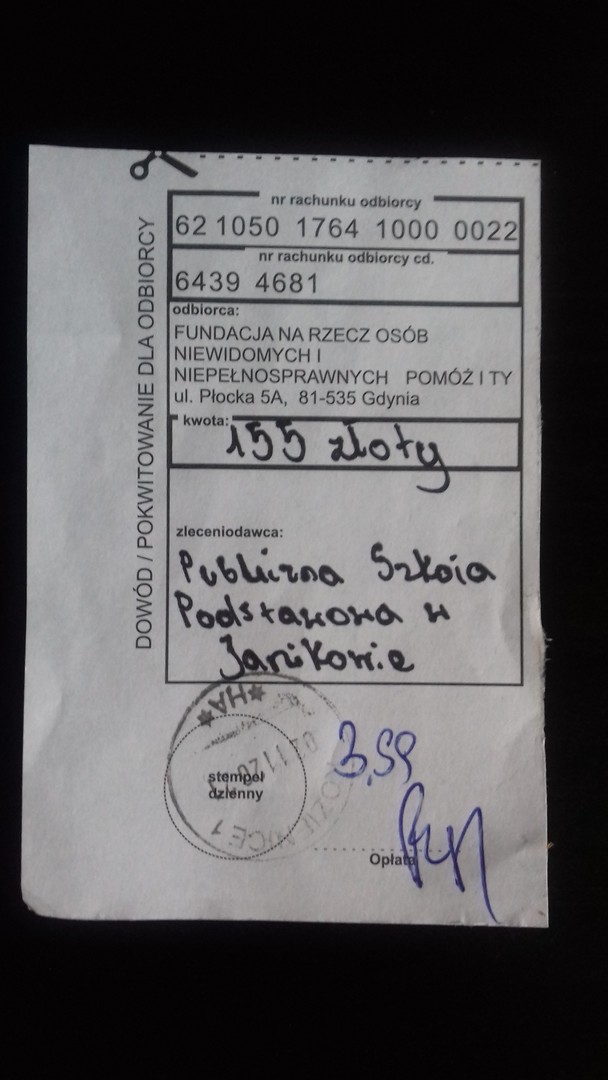 DOWÓD / POKWITOWANIE DLA ODBIORCY
nr rachunku odbiorcy
62 1050 1764 1000 0022
nr rachunku odbiorcy cd.
6439 4681
odbiorca:
FUNDACJA NA RZECZ OSÓB
NIEWIDOMYCH I
NIEPEŁNOSPRAWNYCH POMÓŻ I TY
ul. Płocka 5A, 81-535 Gdynia
kwota:
155 złoty
zleceniodawca:
Publiczna Szkoła
Podstawowa w
Janikowie
*HA*
stempel
dzienny
3,59
Opłata